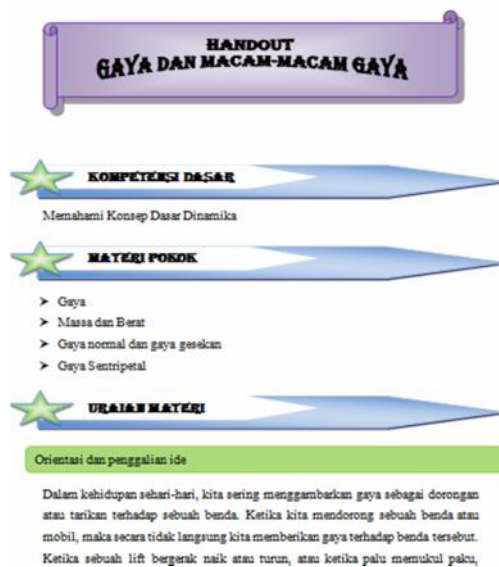 HANDOUT
GAYA DAN MACAM-MACAM GAYA
KOMPETENSI DASAR
Memahami Konsep Dasar Dinamika
MATERI POKOK
➤ Gaya
➤ Massa dan Berat
➤ Gaya normal dan gaya gesekan
➤ Gaya Sentripetal
URAIAN MATERI
Orientasi dan penggalian ide
Dalam kehidupan sehari-hari, kita sering menggambarkan gaya sebagai dorongan
atau tarikan terhadap sebuah benda. Ketika kita mendorong sebuah benda atau
mobil, maka secara tidak langsung kita memberikan gaya terhadap benda tersebut.
Ketika sebuah lift bergerak naik atau turun, atau ketika palu memukul paku,